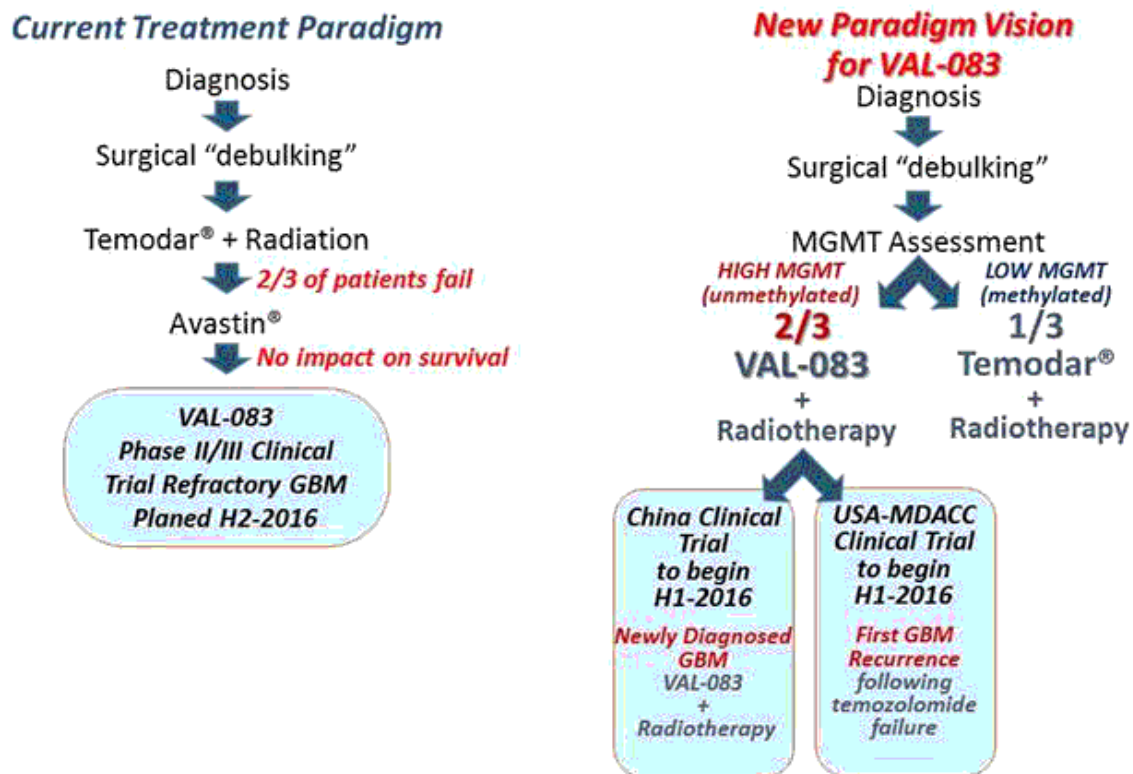 Current Treatment Paradigm
Diagnosis
Surgical “debulking”
Temodar® + Radiation
2/3 of patients fail
Avastin®
No impact on survival
VAL-083
Phase II/III Clinical
Trial Refractory GBM
Planed H2-2016
New Paradigm Vision
for VAL-083
Diagnosis
Surgical “debulking”
MGMT Assessment
HIGH MGMT
(unmethylated)
2/3
VAL-083
+
Radiotherapy
LOW MGMT
(methylated)
1/3
Temodar®
+
Radiotherapy
China Clinical
Trial
to begin
H1-2016
Newly Diagnosed
GBM
VAL-083
+
Radiotherapy
USA-MDACC
Clinical Trial
to begin
H1-2016
First GBM
Recurrence
following
temozolomide
failure